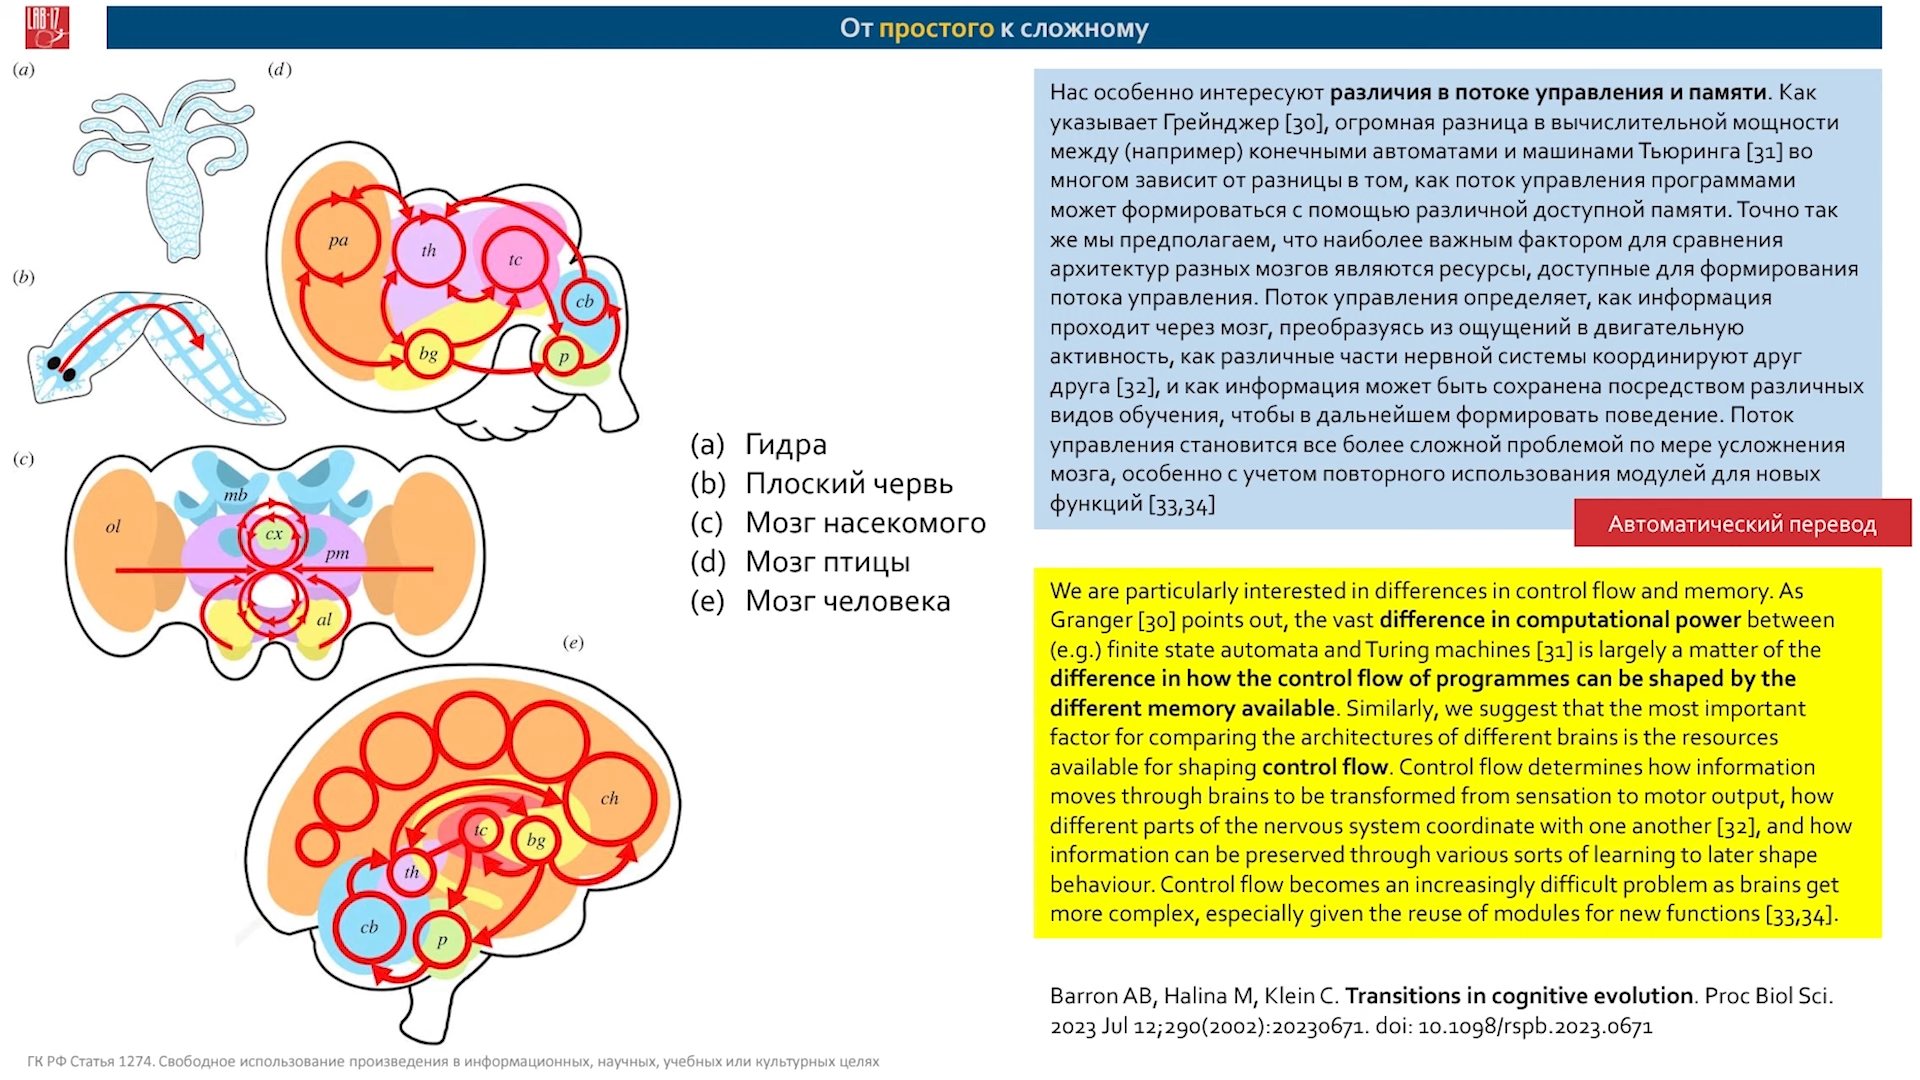 LAB-17
От простого к сложному
(a)
(d)
pa
th
tc
cb
bg
p
(b)
(c)
mb
ol
cx
pm
al
(a) Гидра
(b) Плоский червь
(c) Мозг насекомого
(d) Мозг птицы
(e) Мозг человека
(e)
ch
tc
bg
th
cb
p
Нас особенно интересуют различия в потоке управления и памяти. Как
указывает Грейнджер [30], огромная разница в вычислительной мощности
между (например) конечными автоматами и машинами Тьюринга [31] во
многом зависит от разницы в том, как поток управления программами
может формироваться с помощью различной доступной памяти. Точно так
же мы предполагаем, что наиболее важным фактором для сравнения
архитектур разных мозгов являются ресурсы, доступные для формирования
потока управления. Поток управления определяет, как информация
проходит через мозг, преобразуясь из ощущений в двигательную
активность, как различные части нервной системы координируют друг
друга [32], и как информация может быть сохранена посредством различных
видов обучения, чтобы в дальнейшем формировать поведение. Поток
управления становится все более сложной проблемой по мере усложнения
мозга, особенно с учетом повторного использования модулей для новых
функций [33,34]
Автоматический перевод
We are particularly interested in differences in control flow and memory. As
Granger [30] points out, the vast difference in computational power between
(e.g.) finite state automata and Turing machines [31] is largely a matter of the
difference in how the control flow of programmes can be shaped by the
different memory available. Similarly, we suggest that the most important
factor for comparing the architectures of different brains is the resources
available for shaping control flow. Control flow determines how information
moves through brains to be transformed from sensation to motor output, how
different parts of the nervous system coordinate with one another [32], and how
information can be preserved through various sorts of learning to later shape
behaviour. Control flow becomes an increasingly difficult problem as brains get
more complex, especially given the reuse of modules for new functions [33,34].
Barron AB, Halina M, Klein C. Transitions in cognitive evolution. Proc Biol Sci.
2023 Jul 12;290(2002):20230671. doi: 10.1098/rspb.2023.0671
ГК РФ Статья 1274. Свободное использование произведения в информационных, научных, учебных или культурных целях